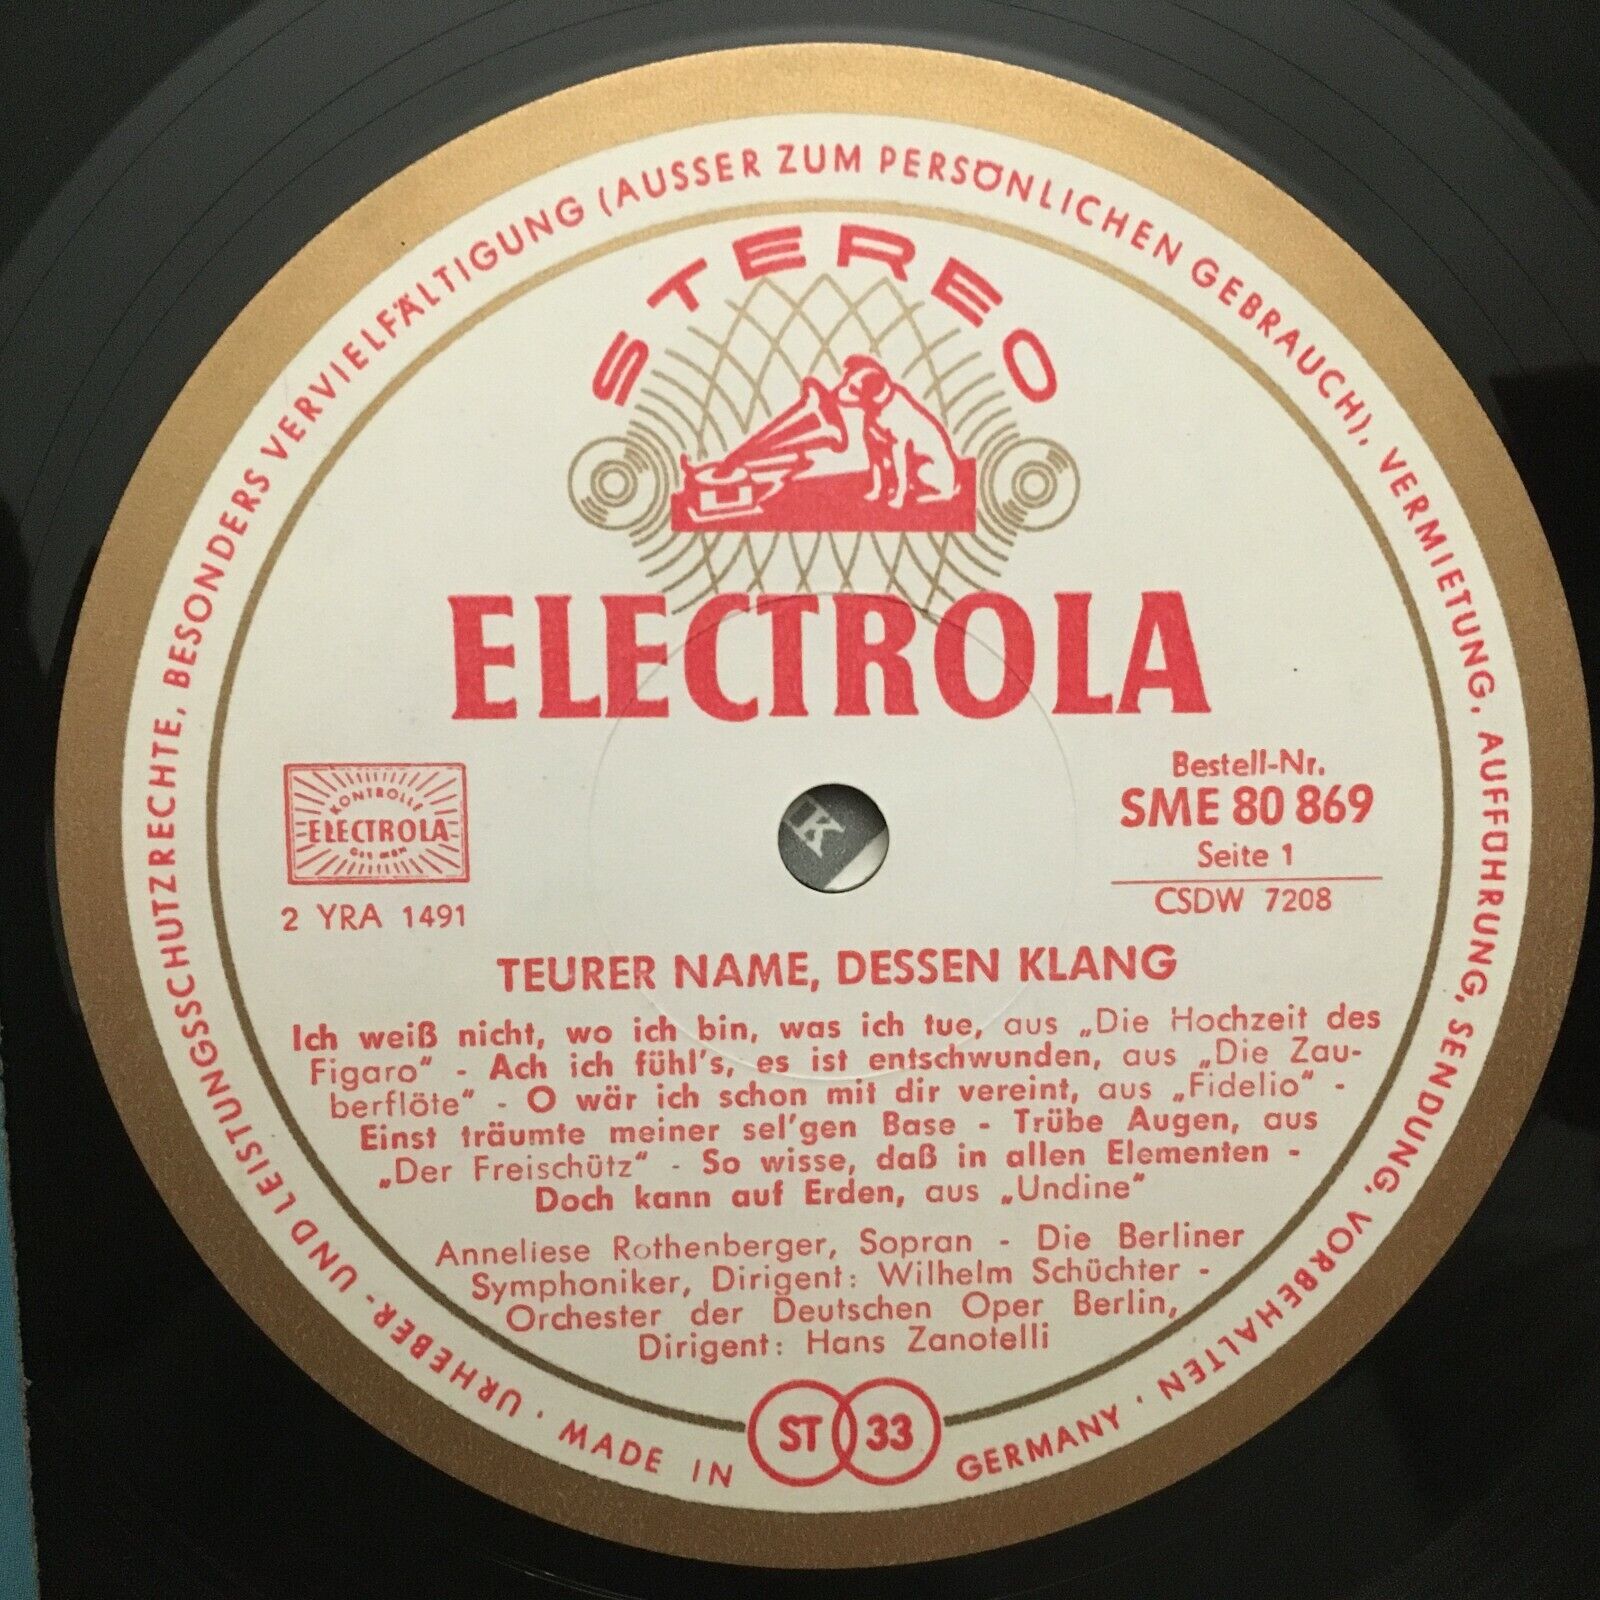 URHEBER- UND LEISTUNGSSCHUTZRECHTE, BESONDERS VERVIELFÄLTIGUNG (AUSSER ZUM PERSÖNLICHEN GEBRAUCH), VERMIETUNG, AUFFÜHRUNG, SENDUNG, VORBEHALTEN ·
STEREO
ELECTROLA
KONTROLLE
ELECTROLA
2 YRA 1491
K
Bestell-Nr.
SME 80 869
Seite 1
CSDW 7208
TEURER NAME, DESSEN KLANG
Ich weiß nicht, wo ich bin, was ich tue, aus „Die Hochzeit des
Figaro“ - Ach ich fühl's, es ist entschwunden, aus „Die Zau-
berflöte“ - O wär ich schon mit dir vereint, aus „Fidelio“ -
Einst träumte meiner sel'gen Base - Trübe Augen, aus
„Der Freischütz“ - So wisse, daß in allen Elementen -
Doch kann auf Erden, aus „Undine“
Anneliese Rothenberger, Sopran - Die Berliner
Symphoniker, Dirigent: Wilhelm Schüchter -
Orchester der Deutschen Oper Berlin,
Dirigent: Hans Zanotelli
ST 33
· MADE IN GERMANY